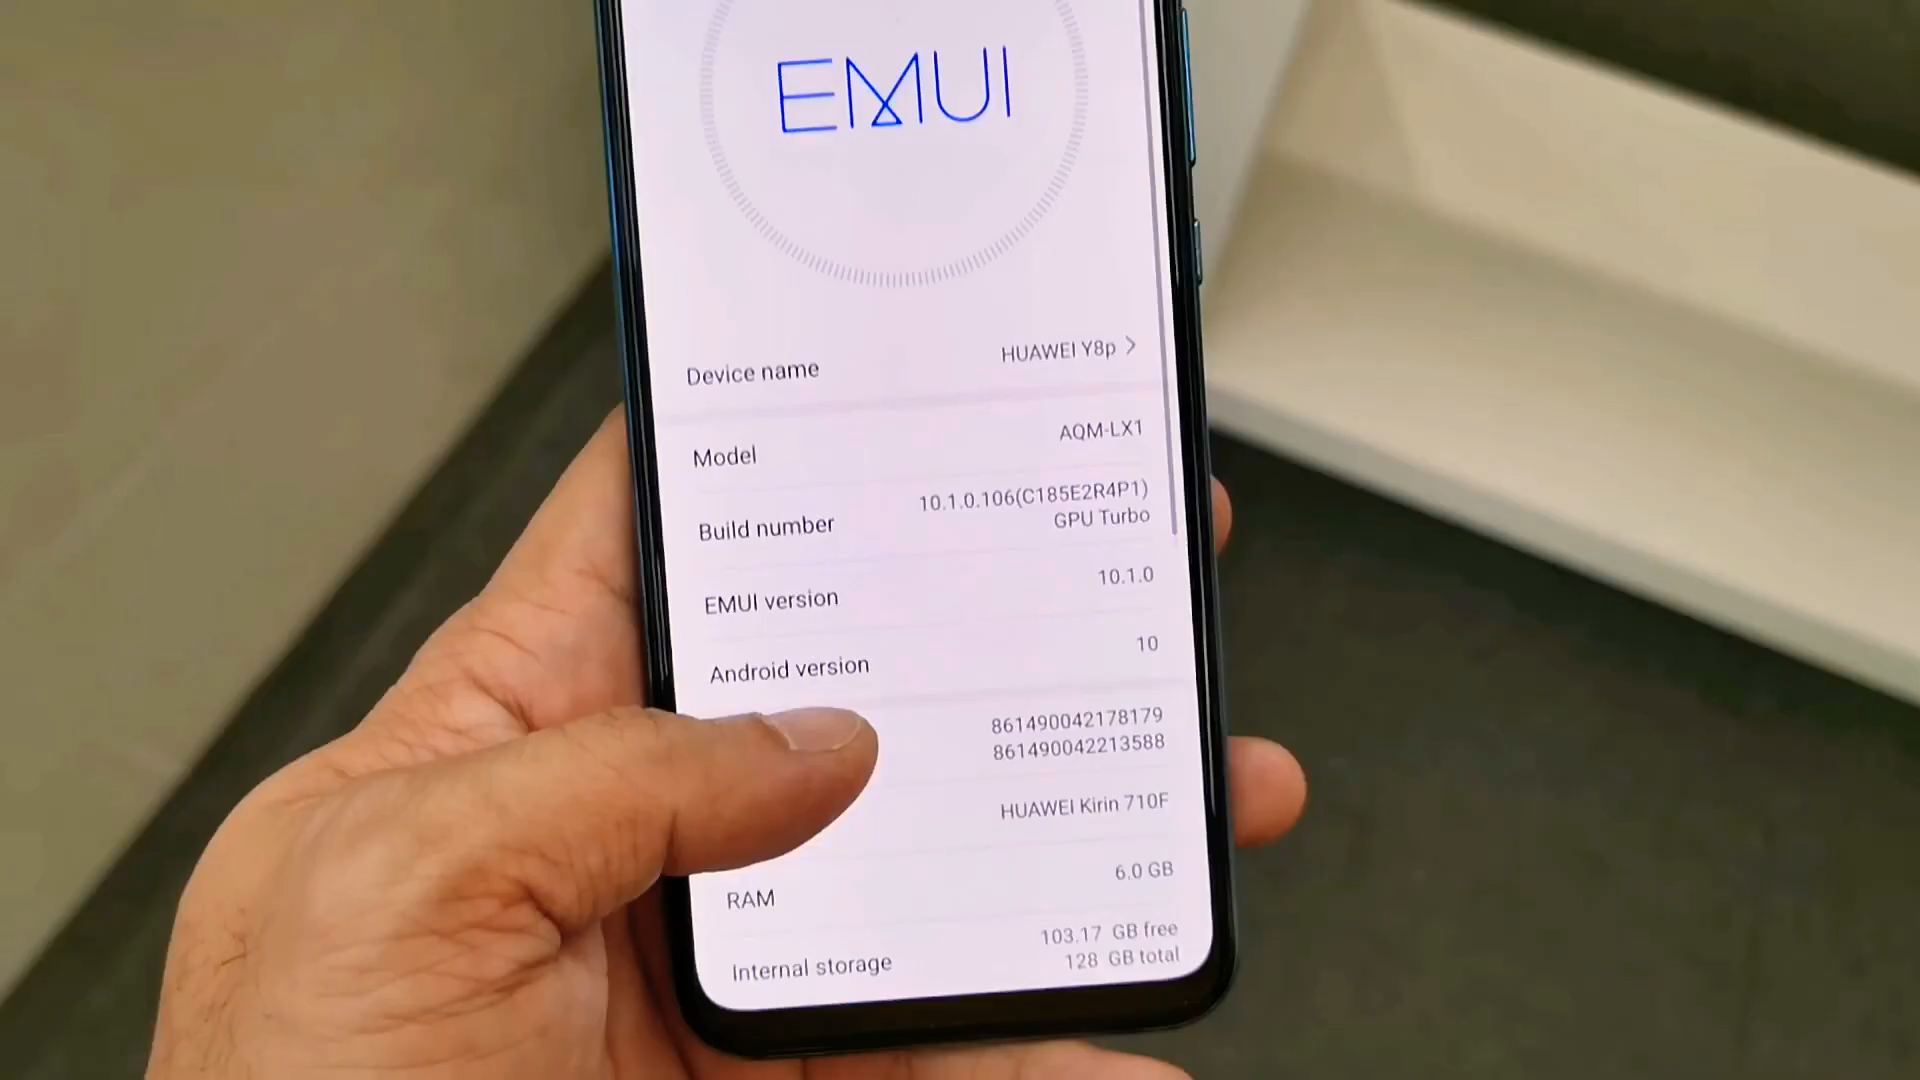 EMUI
Device name
HUAWEI Y8p
Model
AQM-LX1
Build number
10.1.0.106(C185E2R4P1)
GPU Turbo
EMUI version
10.1.0
Android version
10
861490042178179
861490042213588
HUAWEI Kirin 710F
RAM
6.0 GB
Internal storage
103.17 GB free
128 GB total